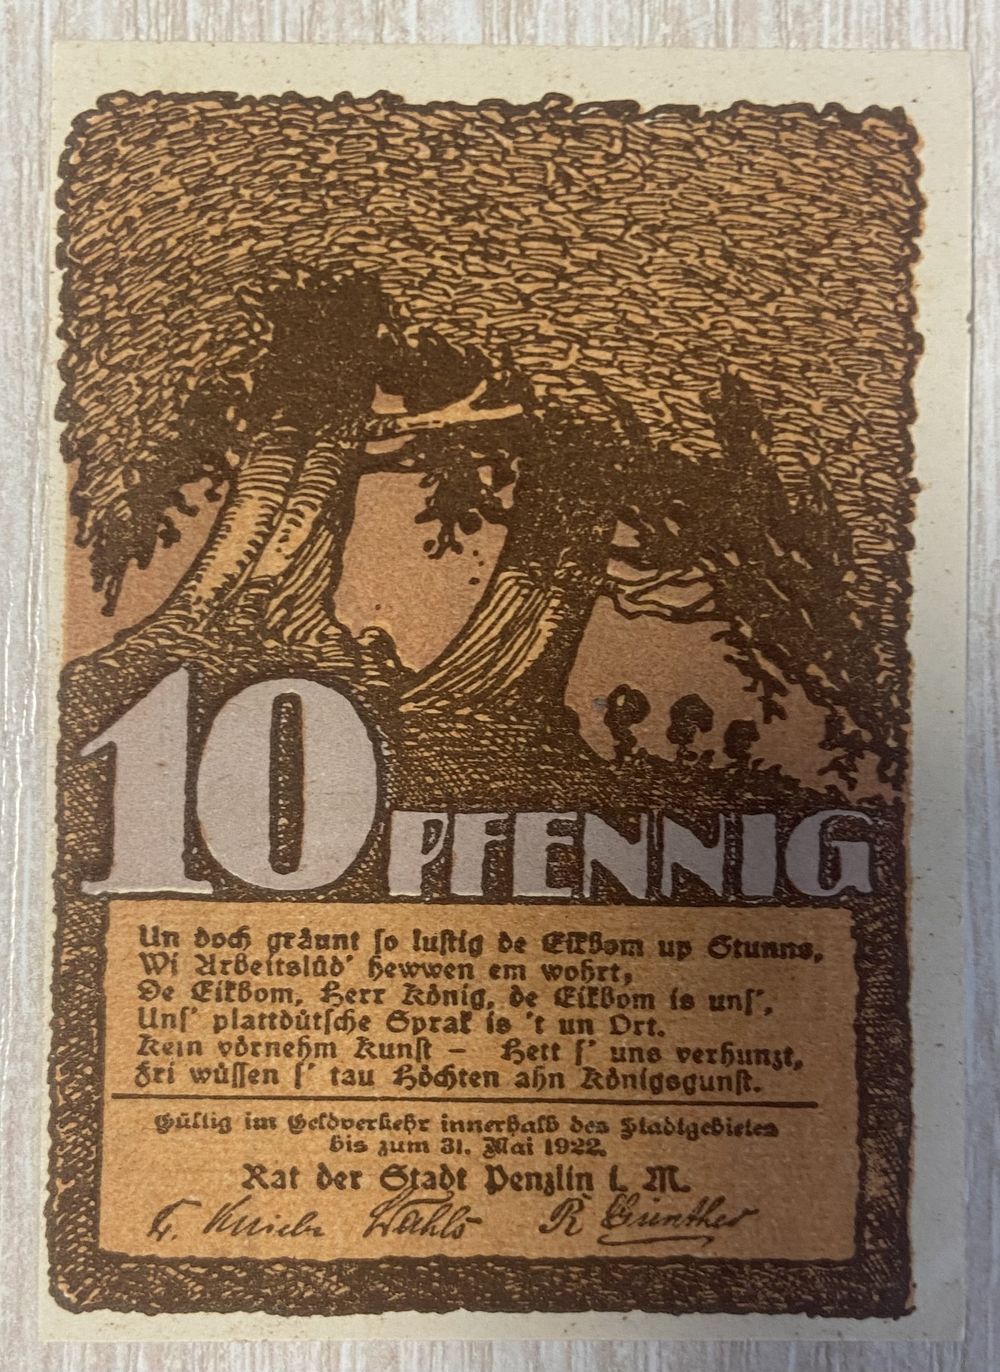 10 PFENNIG
Un doch gräunt so lustig de Eikbom up Stunns,
Wi Arbeitslüd' hewwen em wohrt,
De Eikbom, Herr König, de Eikbom is uns',
Uns' plattdütsche Sprak is 't un Ort.
Kein vörnehm Kunst – Hett s' uns verhunzt,
Fri wüssen s' tau Höchten ahn Königsgunst.
Gültig im Geldverkehr innerhalb des Stadtgebietes
bis zum 31. Mai 1922.
Rat der Stadt Penzlin i. M.
Wahls R Günther